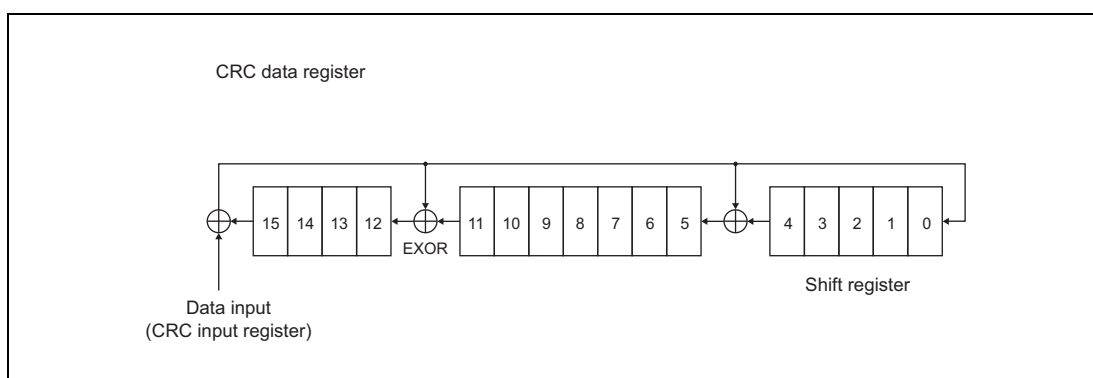 CRC data register
15 14 13 12 11 10 9 8 7 6 5 4 3 2 1 0
EXOR
Shift register
Data input
(CRC input register)